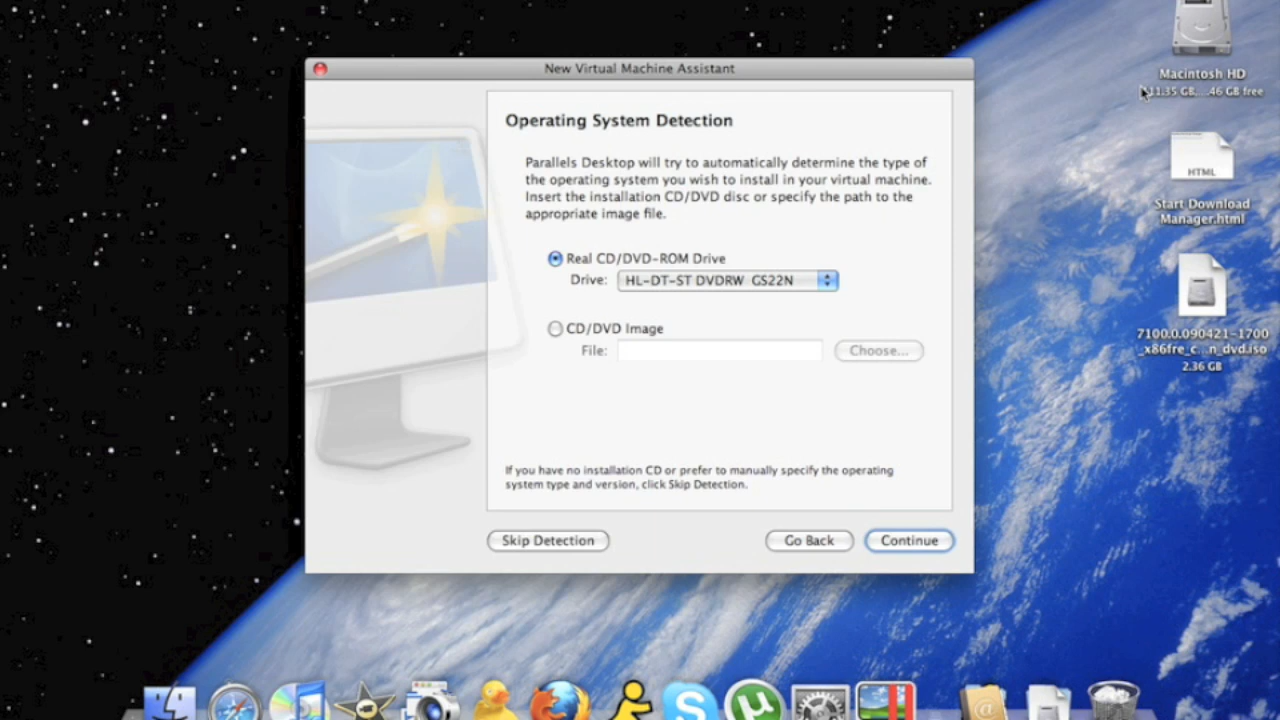 New Virtual Machine Assistant
Operating System Detection
Parallels Desktop will try to automatically determine the type of
the operating system you wish to install in your virtual machine.
Insert the installation CD/DVD disc or specify the path to the
appropriate image file.
Real CD/DVD-ROM Drive
Drive: HL-DT-ST DVDRW GS22N
CD/DVD Image
File:
Choose...
If you have no installation CD or prefer to manually specify the operating
system type and version, click Skip Detection.
Skip Detection
Go Back
Continue
Macintosh HD
11.35 GB,...46 GB free
HTML
Start Download
Manager.html
7100.0.090421-1700
_x86fre_c...n_dvd.iso
2.36 GB